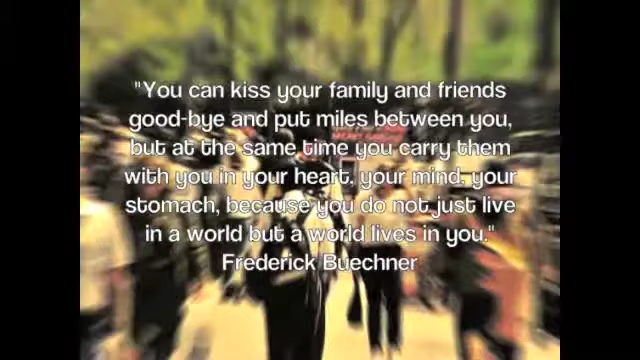 "You can kiss your family and friends
good-bye and put miles between you,
but at the same time you carry them
with you in your heart, your mind, your
stomach, because you do not just live
in a world but a world lives in you."
Frederick Buechner